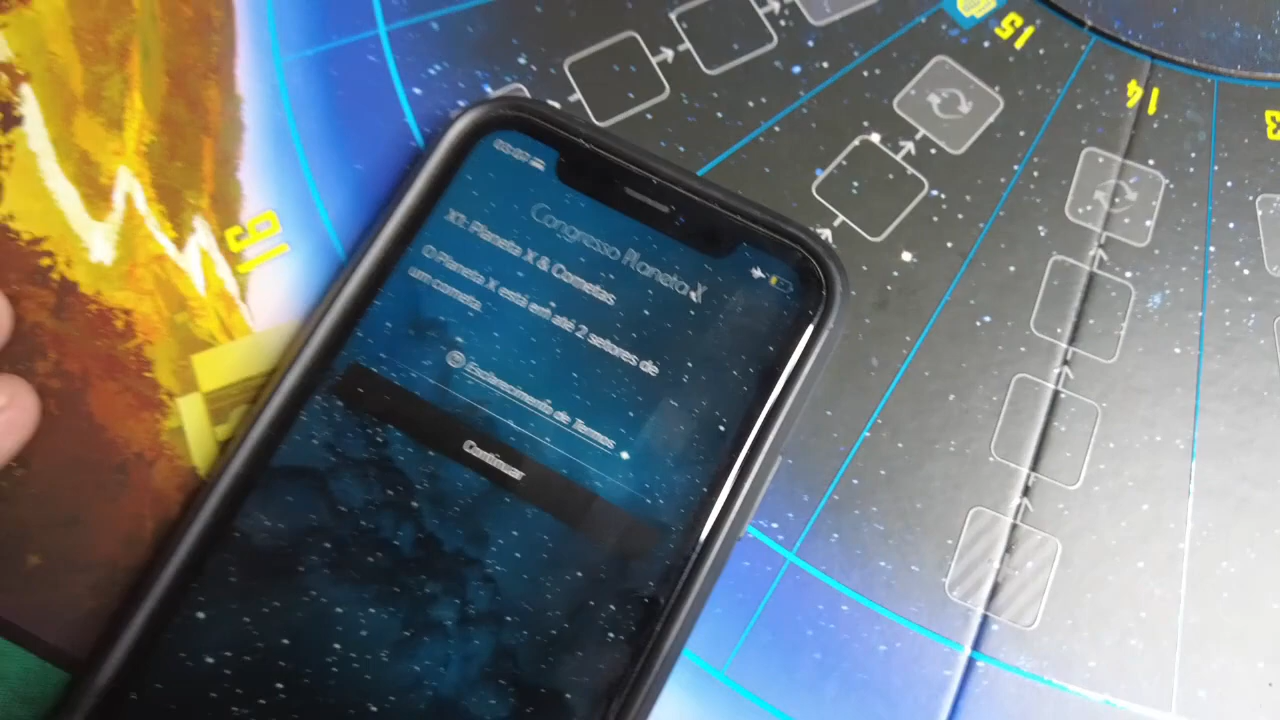 Congresso Planeta X
X1: Planeta X & Cometas
O Planeta X está em até 2 setores de
um cometa.
Esclarecimento de Termos
Continuar
16
15
14